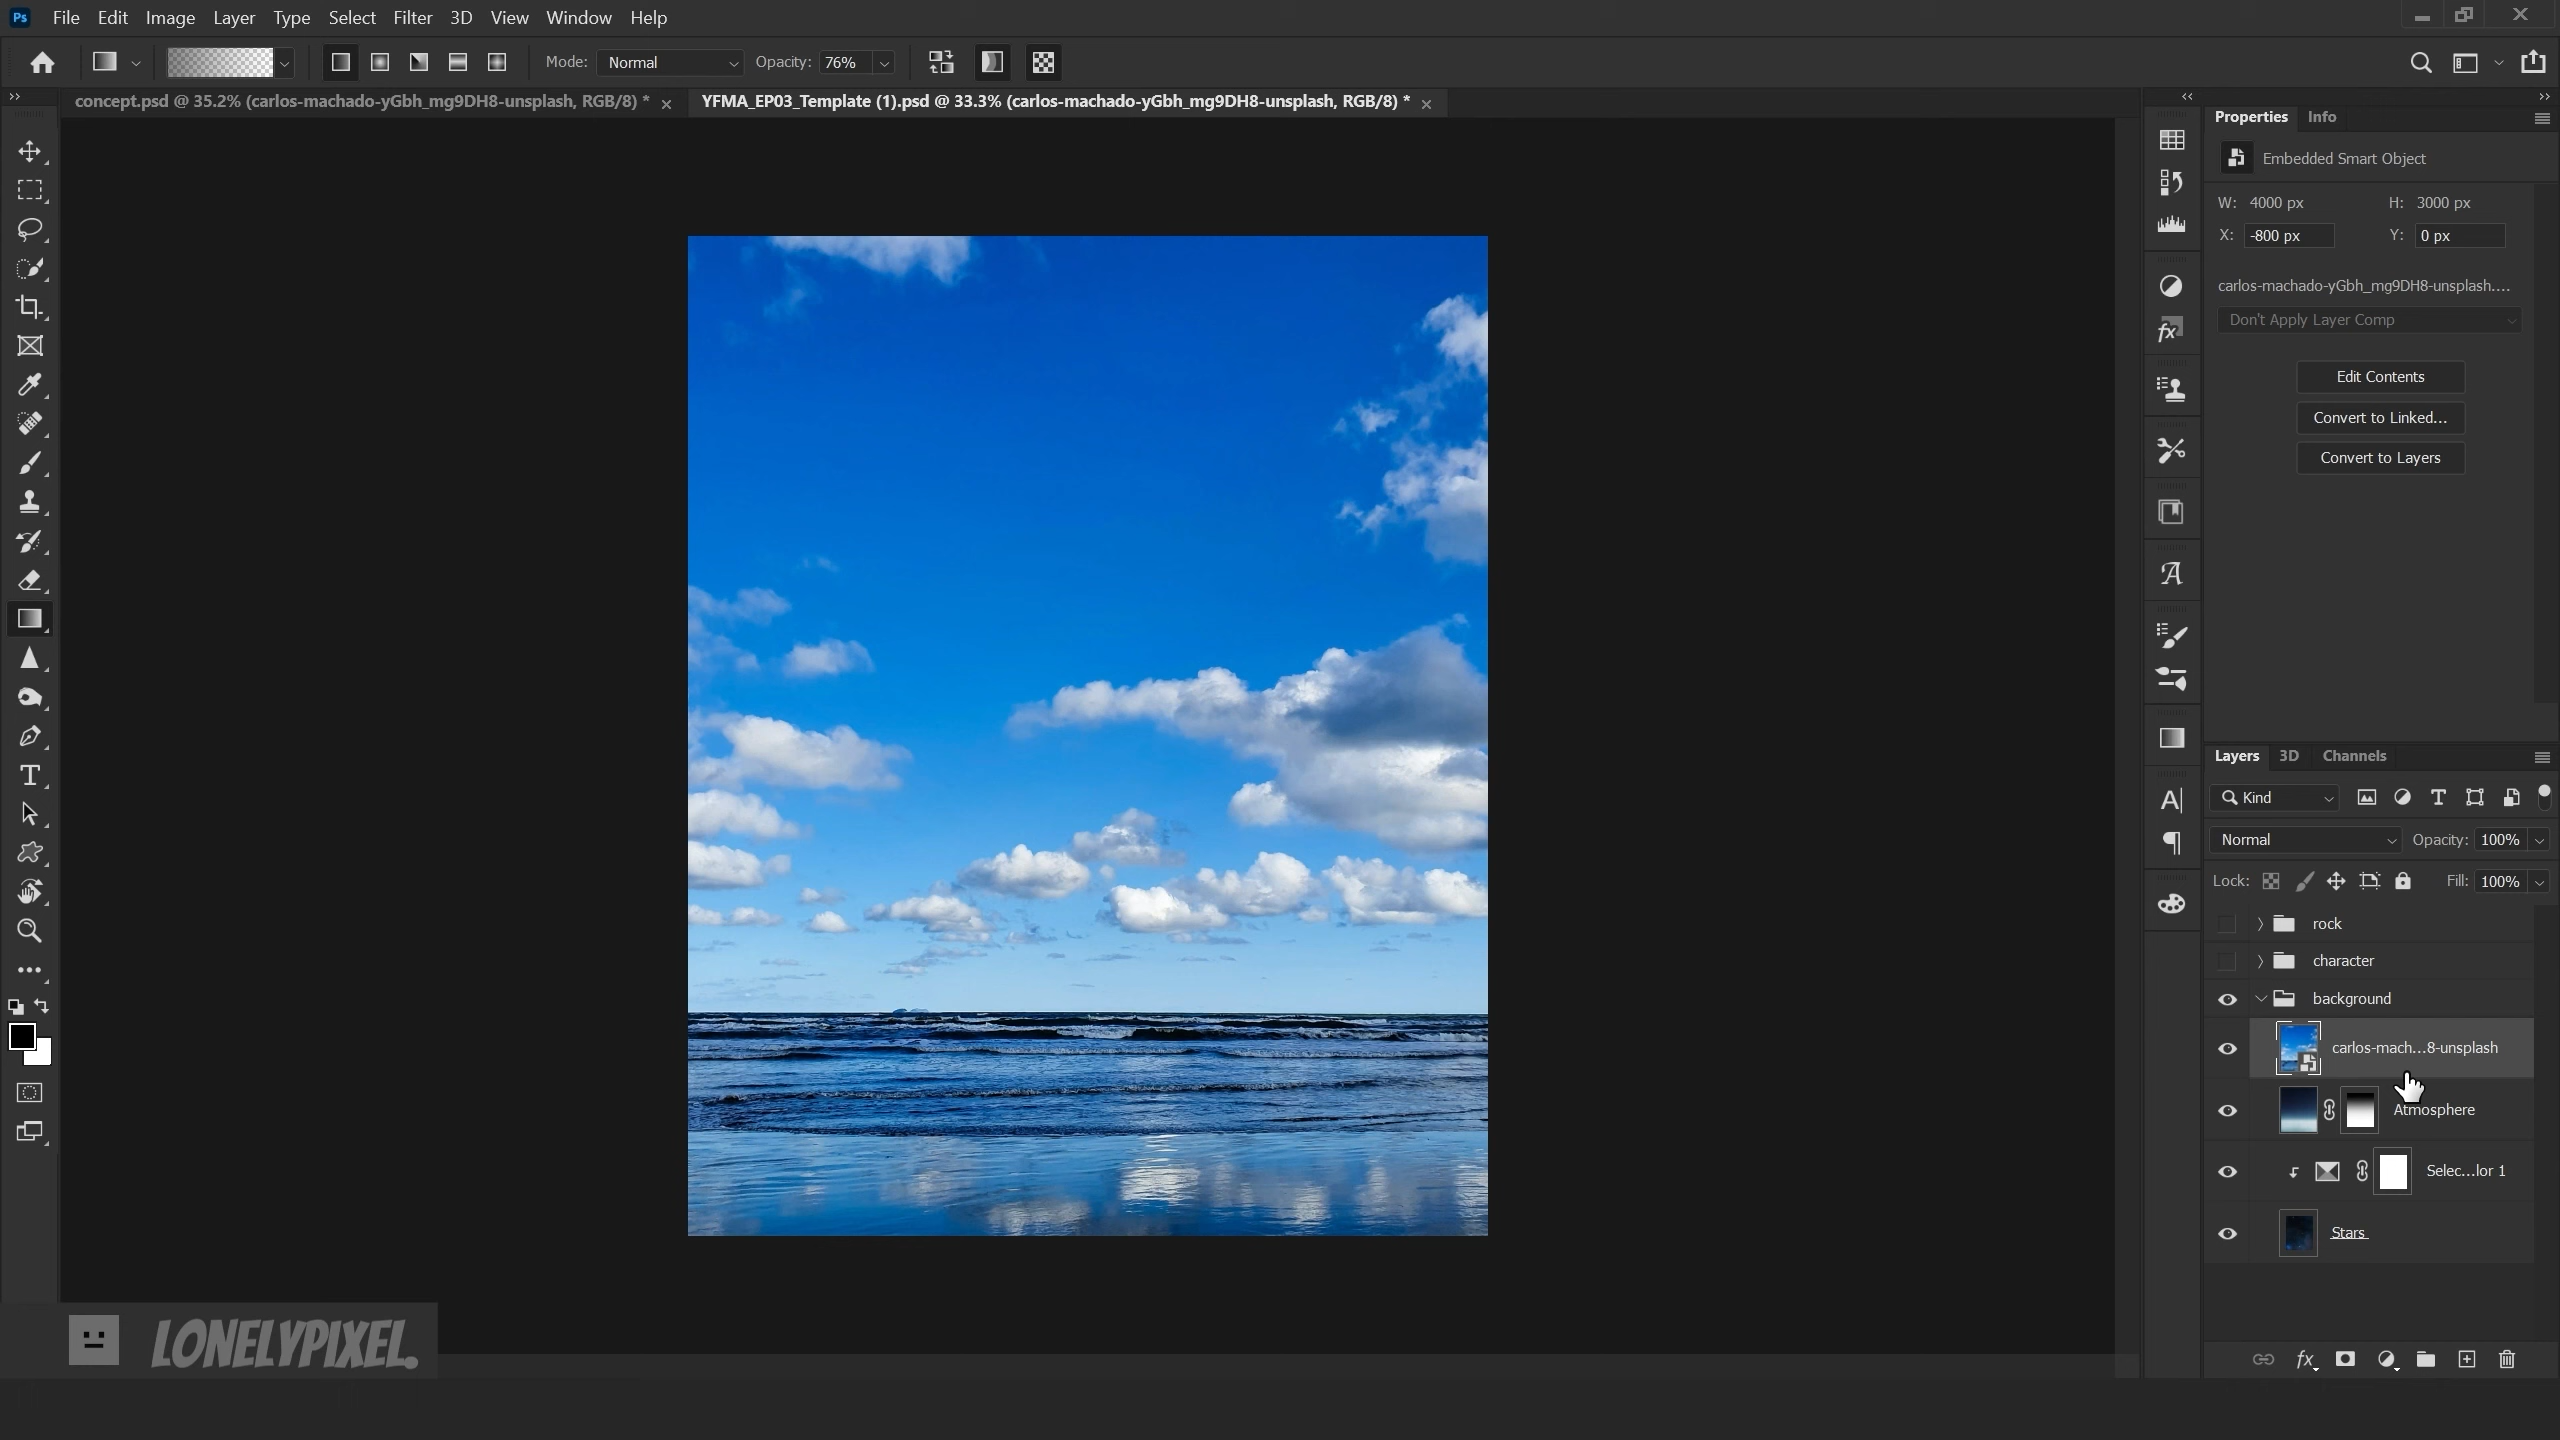 Ps File Edit Image Layer Type Select Filter 3D View Window Help
Mode: Normal Opacity: 76%
concept.psd @ 35.2% (carlos-machado-yGbh_mg9DH8-unsplash, RGB/8) *
YFMA_EP03_Template (1).psd @ 33.3% (carlos-machado-yGbh_mg9DH8-unsplash, RGB/8) *
Properties Info
Embedded Smart Object
W: 4000 px H: 3000 px
X: -800 px Y: 0 px
carlos-machado-yGbh_mg9DH8-unsplash....
Don't Apply Layer Comp
Edit Contents
Convert to Linked...
Convert to Layers
Layers 3D Channels
Kind
Normal Opacity: 100%
Lock: Fill: 100%
rock
character
background
carlos-mach...8-unsplash
Atmosphere
Selec...lor 1
Stars
fx
LONELYPIXEL.